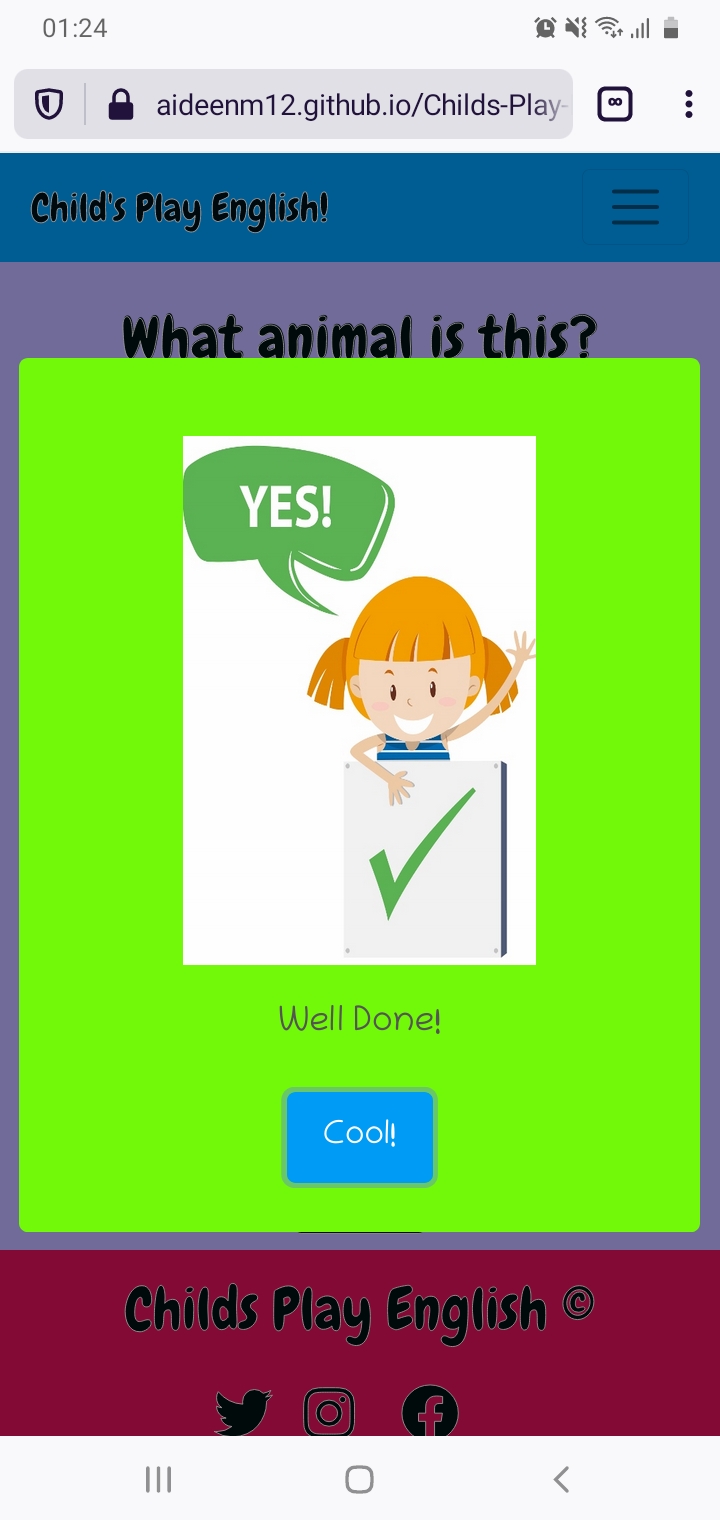 01:24
aideenm12.github.io/Childs-Play-
Child's Play English!
What animal is this?
YES!
Well Done!
Cool!
Childs Play English ©